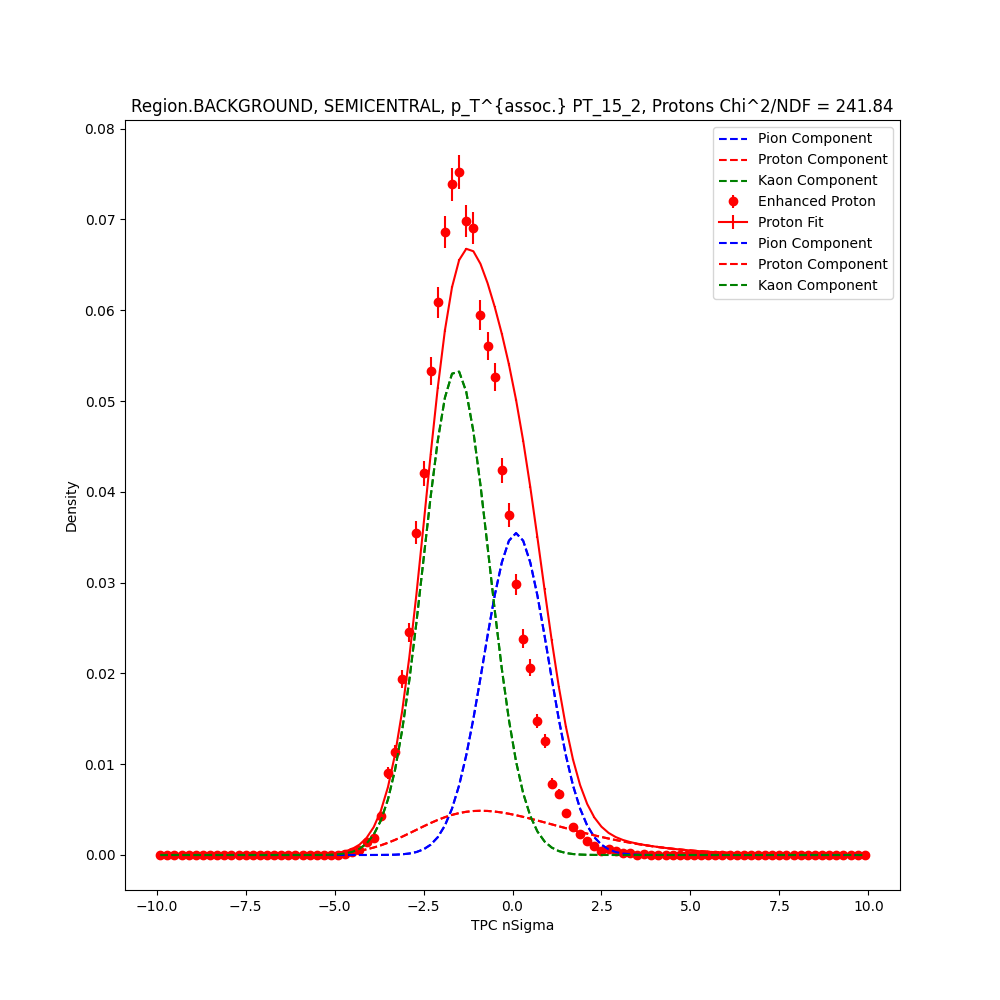 Region.BACKGROUND, SEMICENTRAL, p_T^{assoc.} PT_15_2, Protons Chi^2/NDF = 241.84
0.08
0.07
0.06
0.05
0.04
0.03
0.02
0.01
0.00
Density
Pion Component
Proton Component
Kaon Component
Enhanced Proton
Proton Fit
Pion Component
Proton Component
Kaon Component
−10.0 −7.5 −5.0 −2.5 0.0 2.5 5.0 7.5 10.0
TPC nSigma